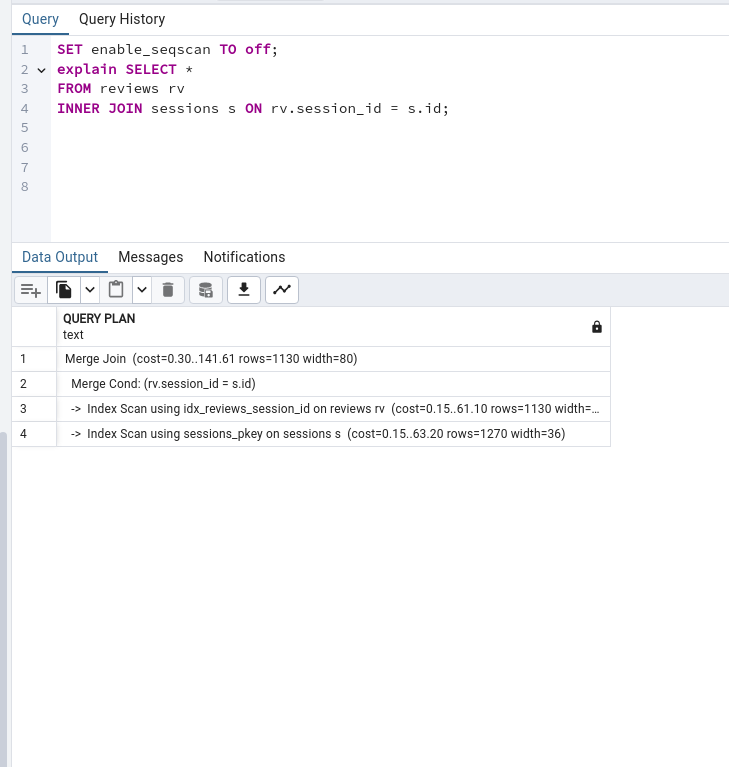 Query Query History
1 SET enable_seqscan TO off;
2 explain SELECT *
3 FROM reviews rv
4 INNER JOIN sessions s ON rv.session_id = s.id;
5
6
7
8
Data Output Messages Notifications
QUERY PLAN
text
1 Merge Join (cost=0.30..141.61 rows=1130 width=80)
2 Merge Cond: (rv.session_id = s.id)
3 -> Index Scan using idx_reviews_session_id on reviews rv (cost=0.15..61.10 rows=1130 width=...
4 -> Index Scan using sessions_pkey on sessions s (cost=0.15..63.20 rows=1270 width=36)